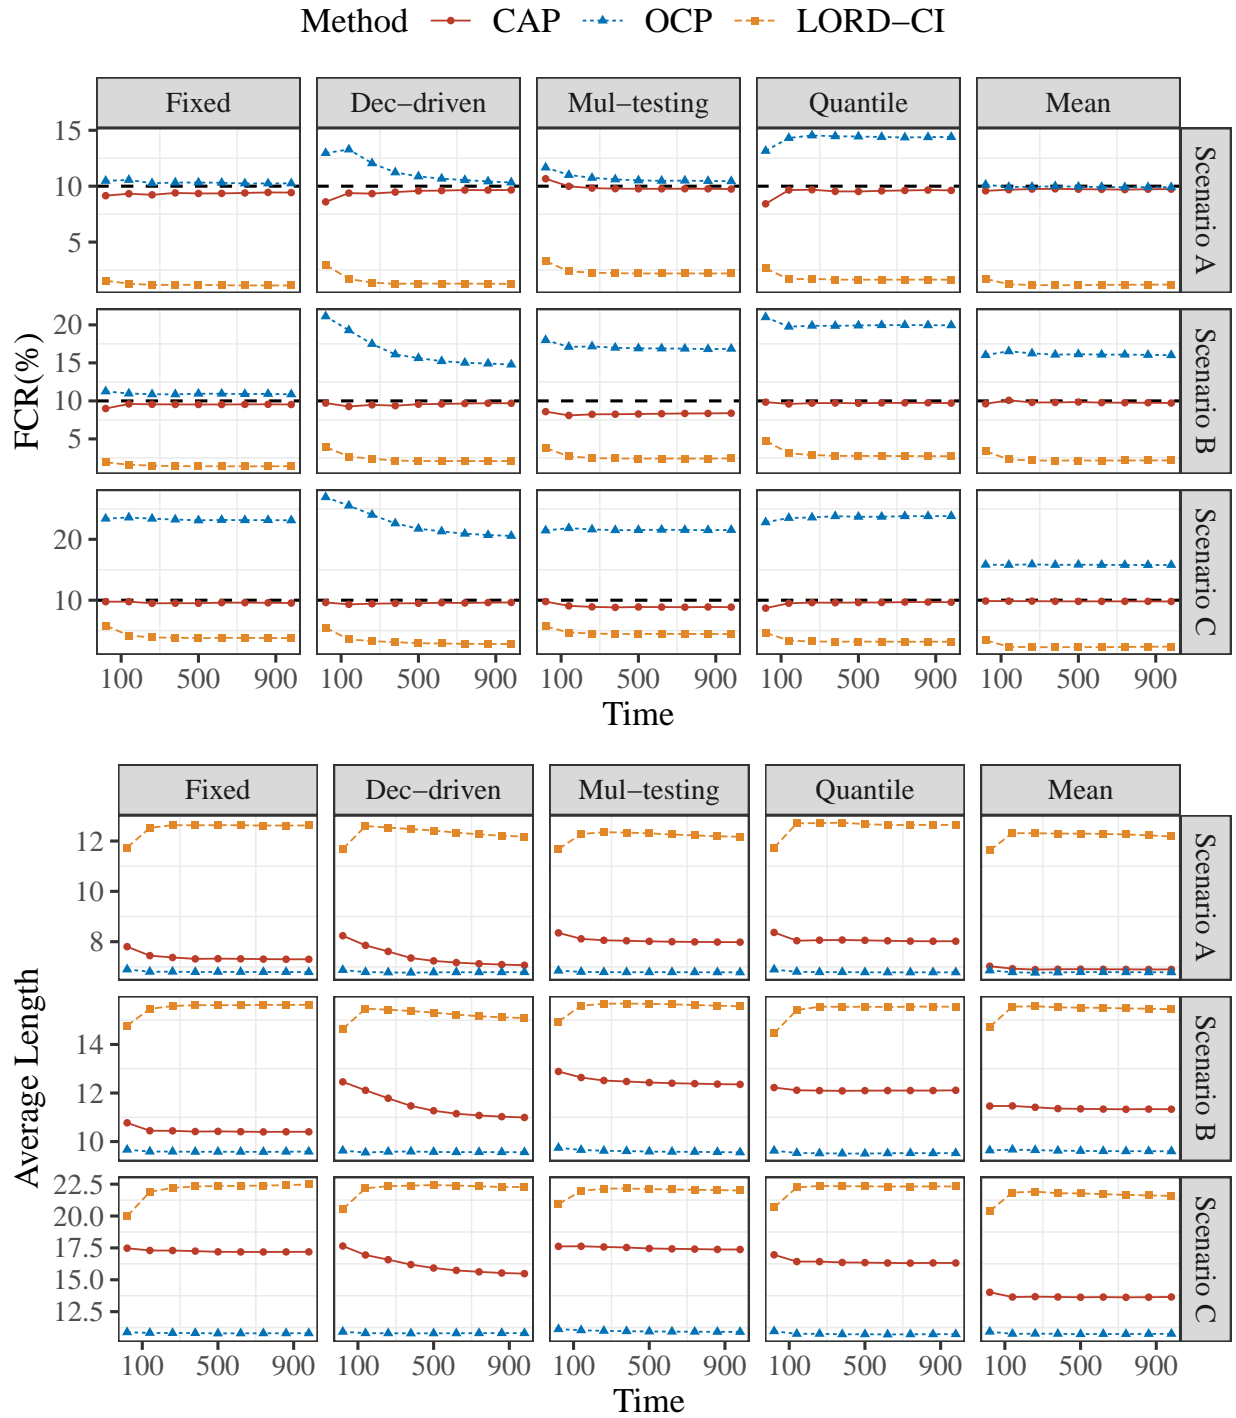 Method CAP OCP LORD−CI
Fixed Dec−driven Mul−testing Quantile Mean
15
10
5
Scenario A
20
15
10
5
Scenario B
20
10
Scenario C
FCR(%)
100 500 900 100 500 900 100 500 900 100 500 900 100 500 900
Time
Fixed Dec−driven Mul−testing Quantile Mean
12
10
8
Scenario A
14
12
10
Scenario B
22.5
20.0
17.5
15.0
12.5
Scenario C
Average Length
100 500 900 100 500 900 100 500 900 100 500 900 100 500 900
Time